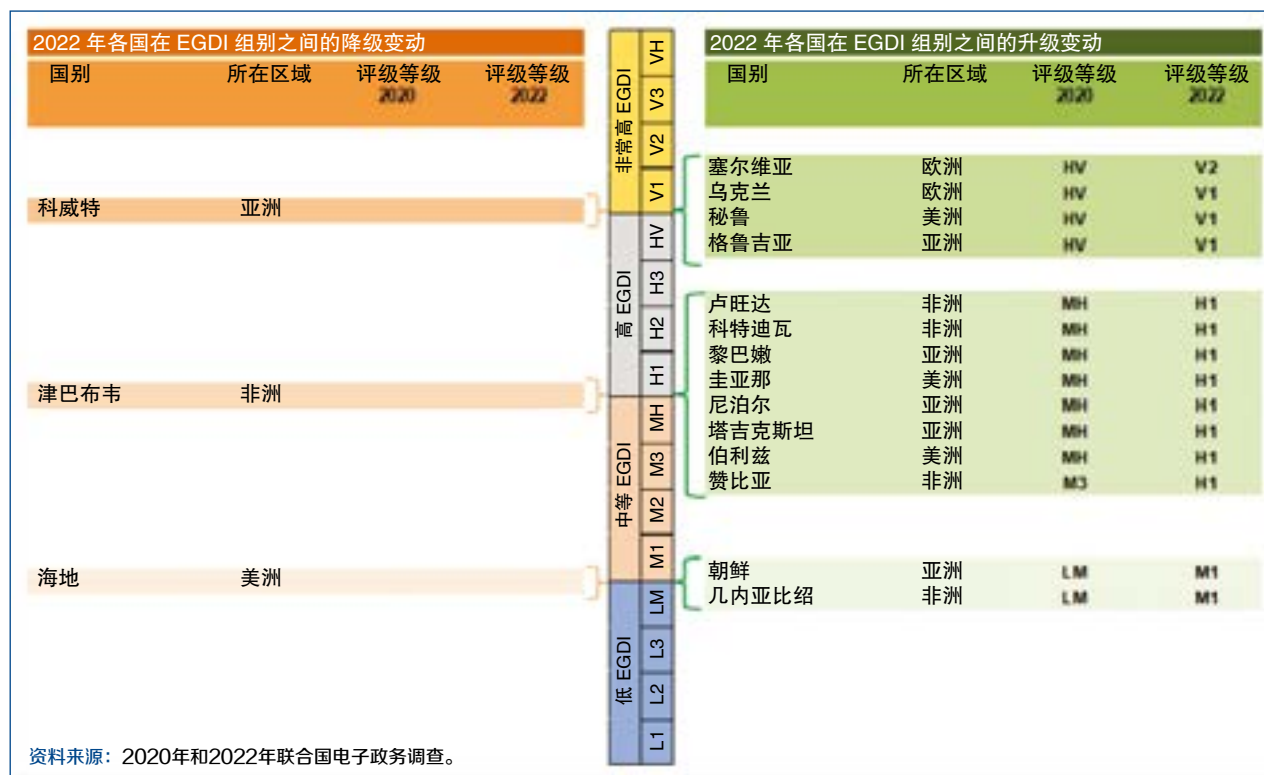 2022 年各国在 EGDI 组别之间的降级变动
国别 所在区域 评级等级 评级等级
2020 2022
科威特 亚洲
津巴布韦 非洲
海地 美洲
非常高 EGDI
高 EGDI
中等 EGDI
低 EGDI
VH
V3
V2
V1
HV
H3
H2
H1
MH
M3
M2
M1
LM
L3
L2
L1
2022 年各国在 EGDI 组别之间的升级变动
国别 所在区域 评级等级 评级等级
2020 2022
塞尔维亚 欧洲 HV V2
乌克兰 欧洲 HV V1
秘鲁 美洲 HV V1
格鲁吉亚 亚洲 HV V1
卢旺达 非洲 MH H1
科特迪瓦 非洲 MH H1
黎巴嫩 亚洲 MH H1
圭亚那 美洲 MH H1
尼泊尔 亚洲 MH H1
塔吉克斯坦 亚洲 MH H1
伯利兹 美洲 MH H1
赞比亚 非洲 M3 H1
朝鲜 亚洲 LM M1
几内亚比绍 非洲 LM M1
资料来源：2020年和2022年联合国电子政务调查。